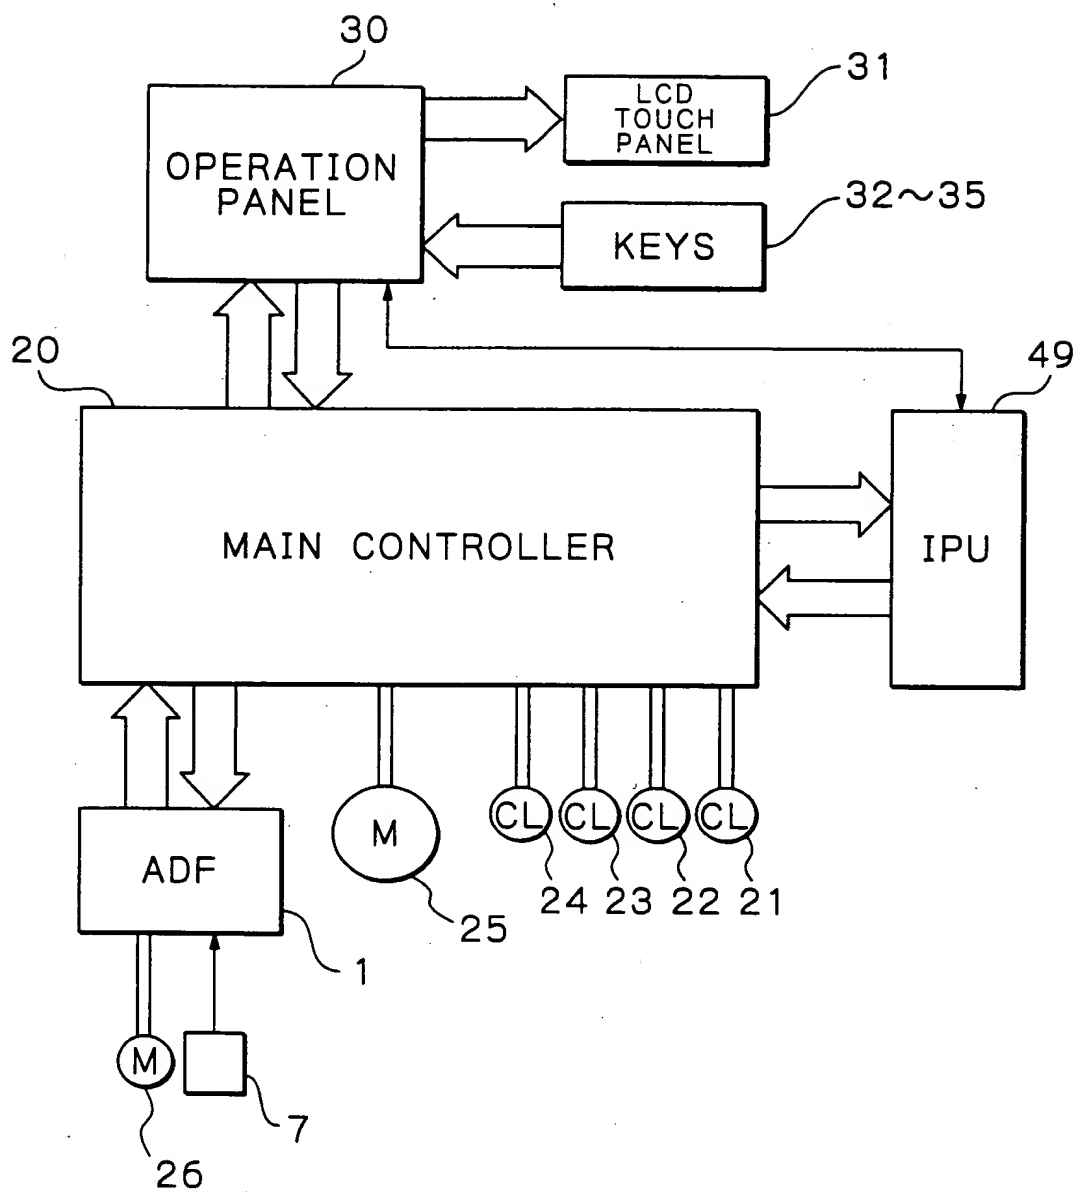 30
31
LCD
TOUCH
PANEL
OPERATION
PANEL
32~35
KEYS
20
49
MAIN CONTROLLER
IPU
CL CL CL CL
M
ADF
24 23 22 21
25
1
M
7
26